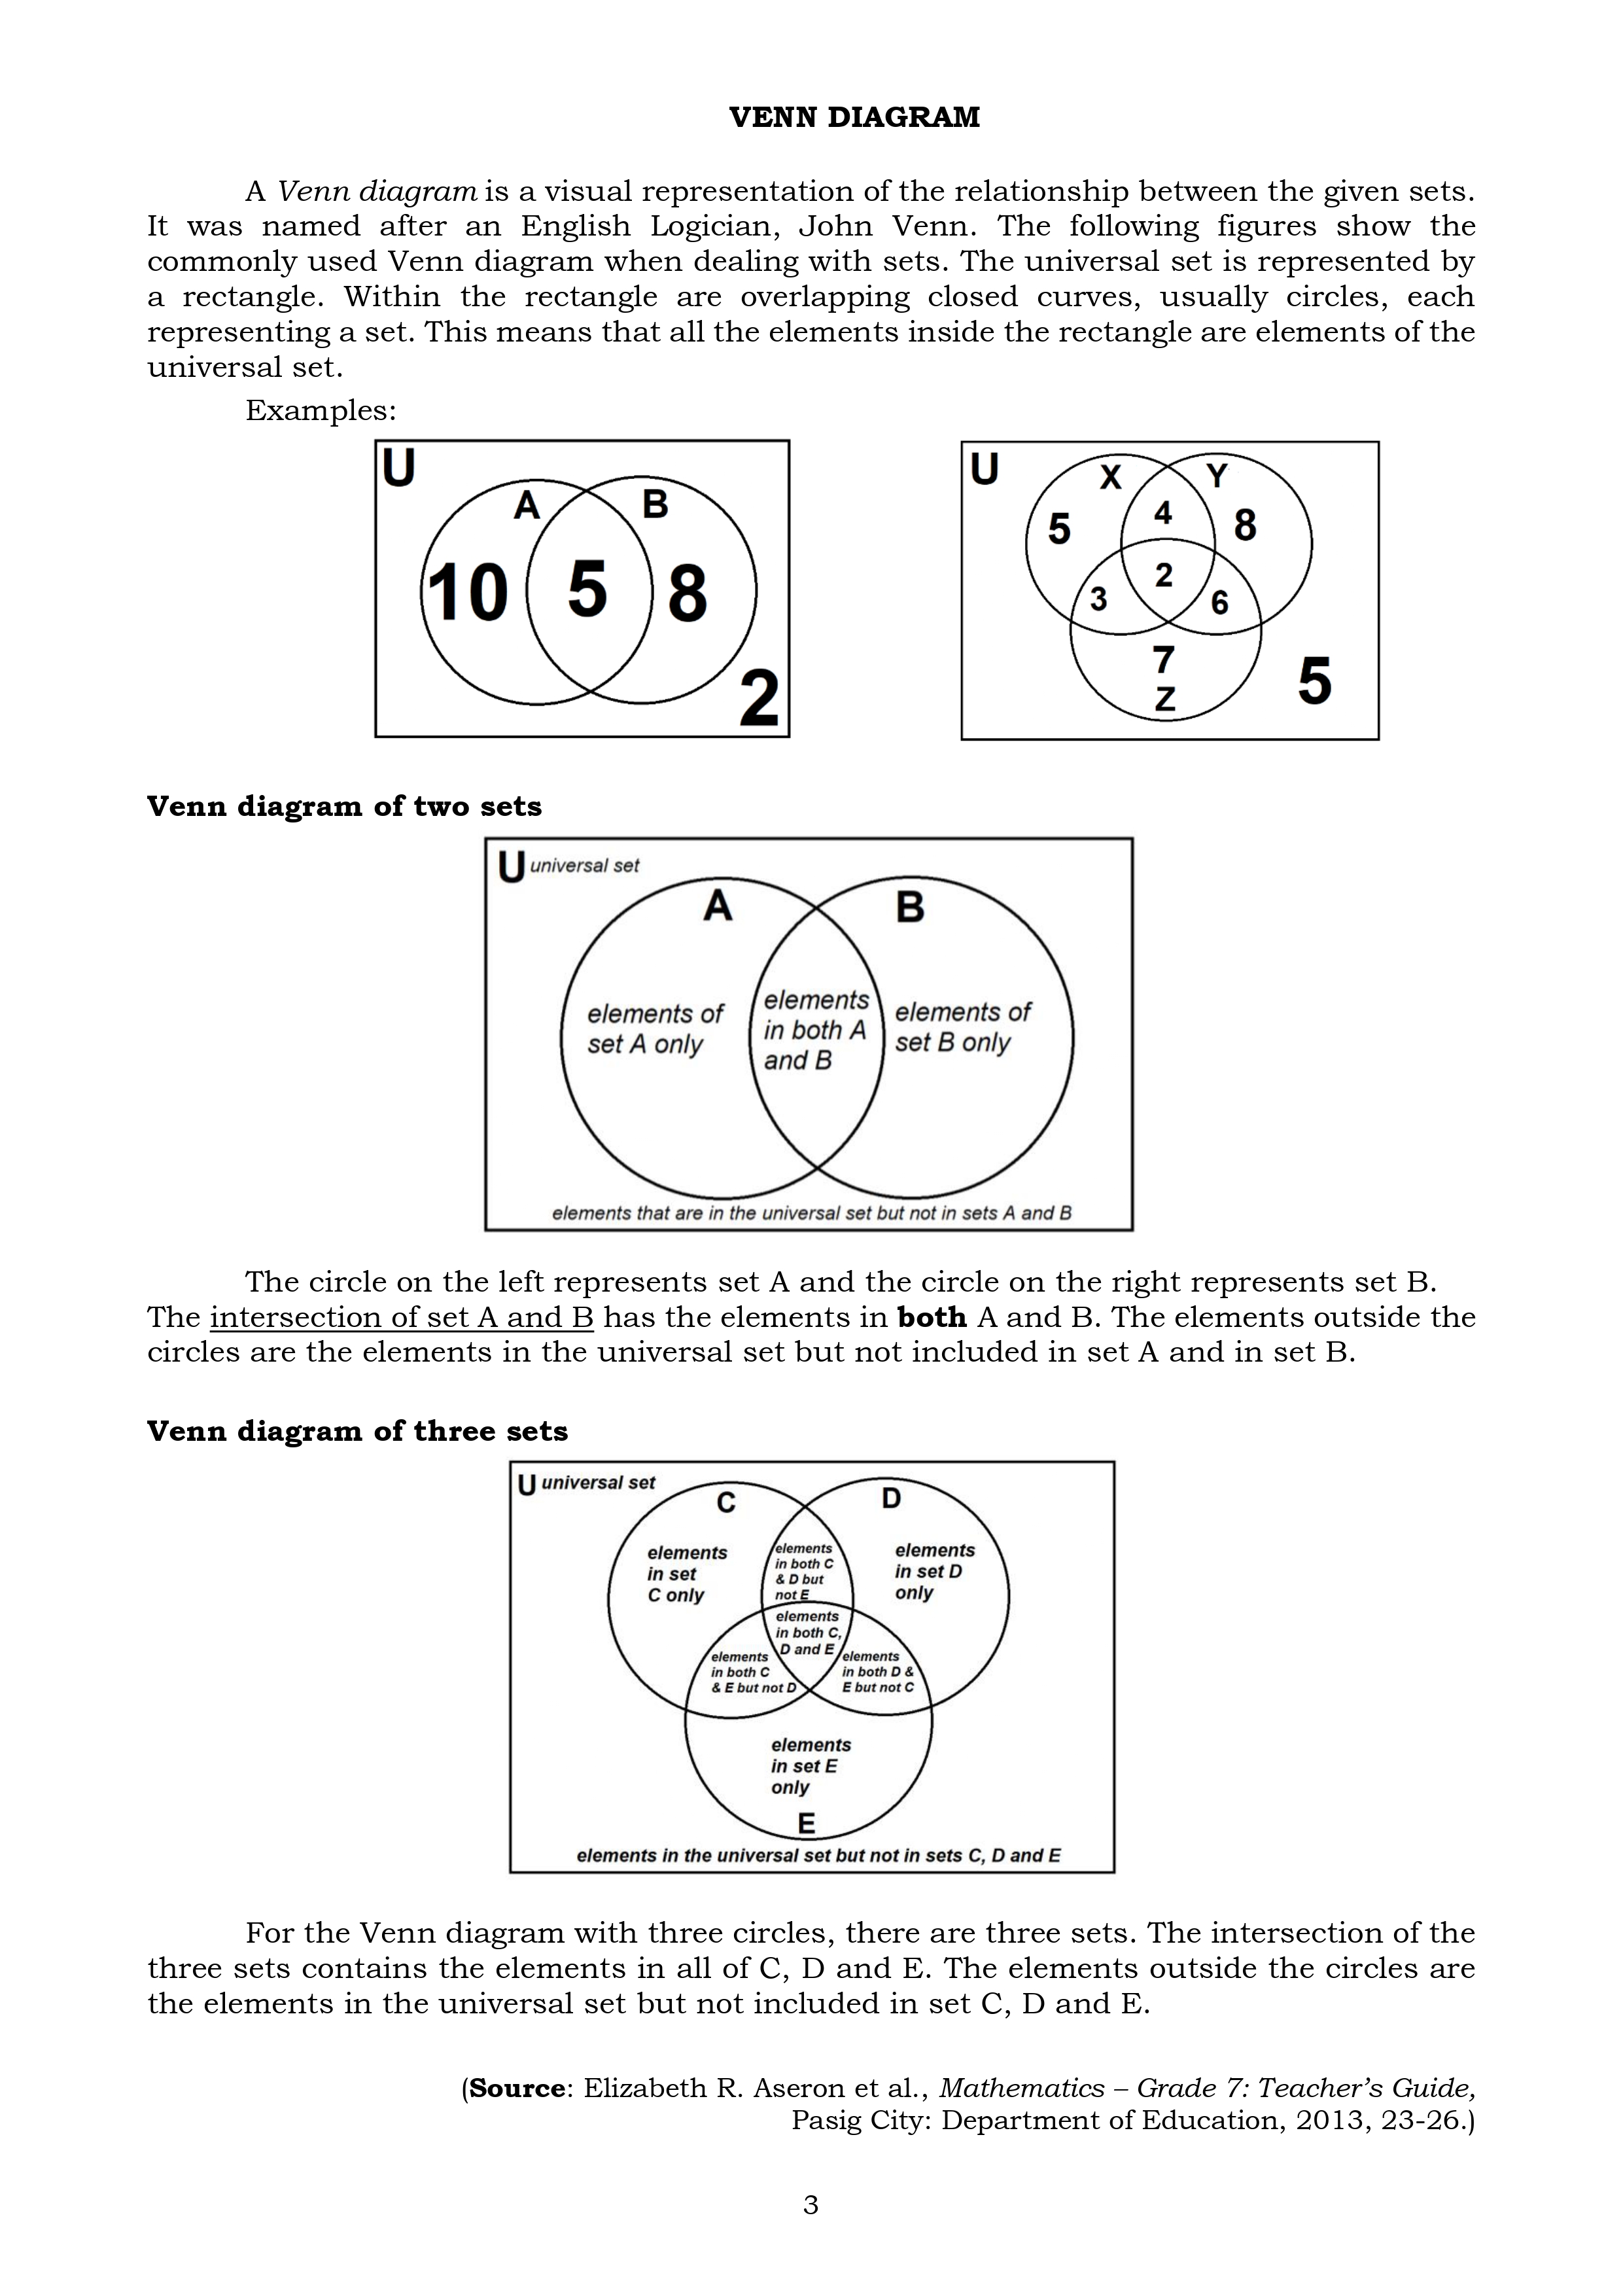 VENN DIAGRAM
A Venn diagram is a visual representation of the relationship between the given sets.
It was named after an English Logician, John Venn. The following figures show the
commonly used Venn diagram when dealing with sets. The universal set is represented by
a rectangle. Within the rectangle are overlapping closed curves, usually circles, each
representing a set. This means that all the elements inside the rectangle are elements of the
universal set.
Examples:
U
A
B
10
5
8
2
U
X
Y
5
4
8
3
2
6
7
Z
5
Venn diagram of two sets
U universal set
A
B
elements of
set A only
elements
in both A
and B
elements of
set B only
elements that are in the universal set but not in sets A and B
The circle on the left represents set A and the circle on the right represents set B.
The intersection of set A and B has the elements in both A and B. The elements outside the
circles are the elements in the universal set but not included in set A and in set B.
Venn diagram of three sets
U universal set
C
D
elements
in set
C only
elements
in both C
& D but
not E
elements
in set D
only
elements
in both C,
D and E
elements
in both C
& E but not D
elements
in both D &
E but not C
elements
in set E
only
E
elements in the universal set but not in sets C, D and E
For the Venn diagram with three circles, there are three sets. The intersection of the
three sets contains the elements in all of C, D and E. The elements outside the circles are
the elements in the universal set but not included in set C, D and E.
(Source: Elizabeth R. Aseron et al., Mathematics – Grade 7: Teacher’s Guide,
Pasig City: Department of Education, 2013, 23-26.)
3